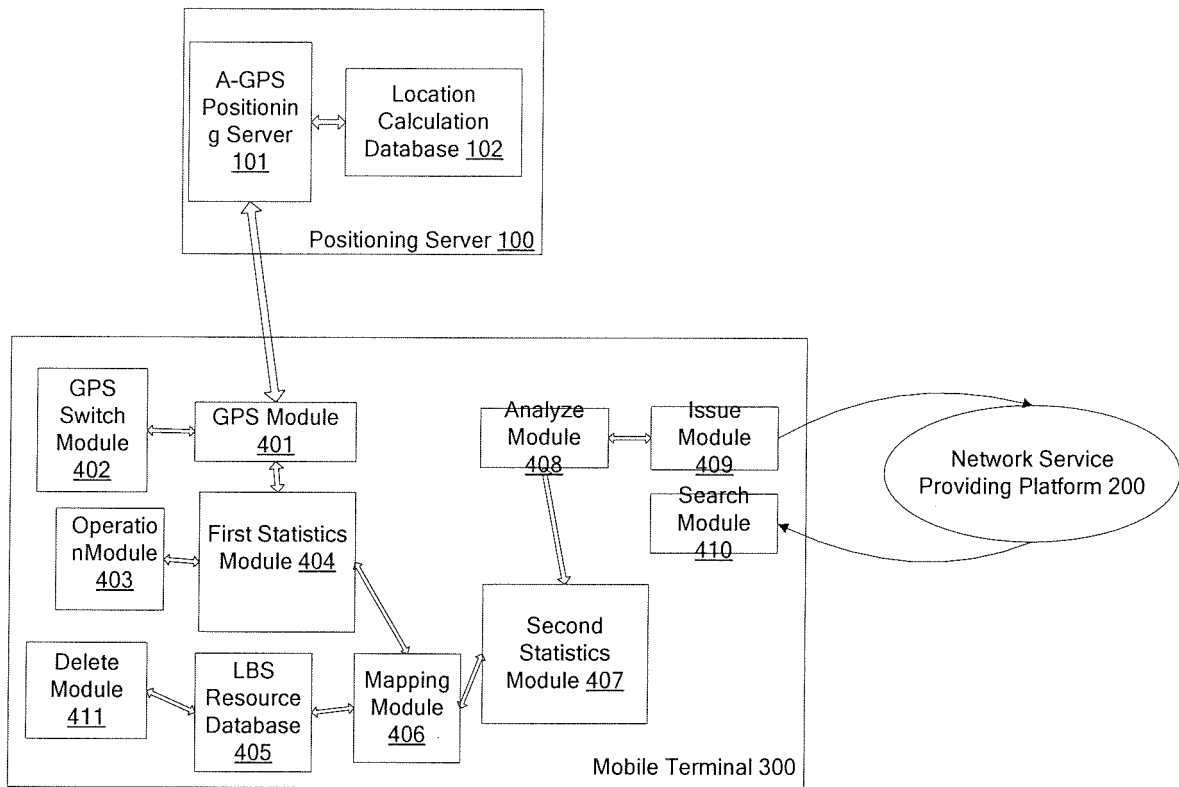 A-GPS
Positionin
g Server
101
Location
Calculation
Database 102
Positioning Server 100
GPS
Switch
Module
402
GPS Module
401
Analyze
Module
408
Issue
Module
409
Network Service
Providing Platform 200
Search
Module
410
Operatio
nModule
403
First Statistics
Module 404
Second
Statistics
Module 407
Delete
Module
411
LBS
Resource
Database
405
Mapping
Module
406
Mobile Terminal 300